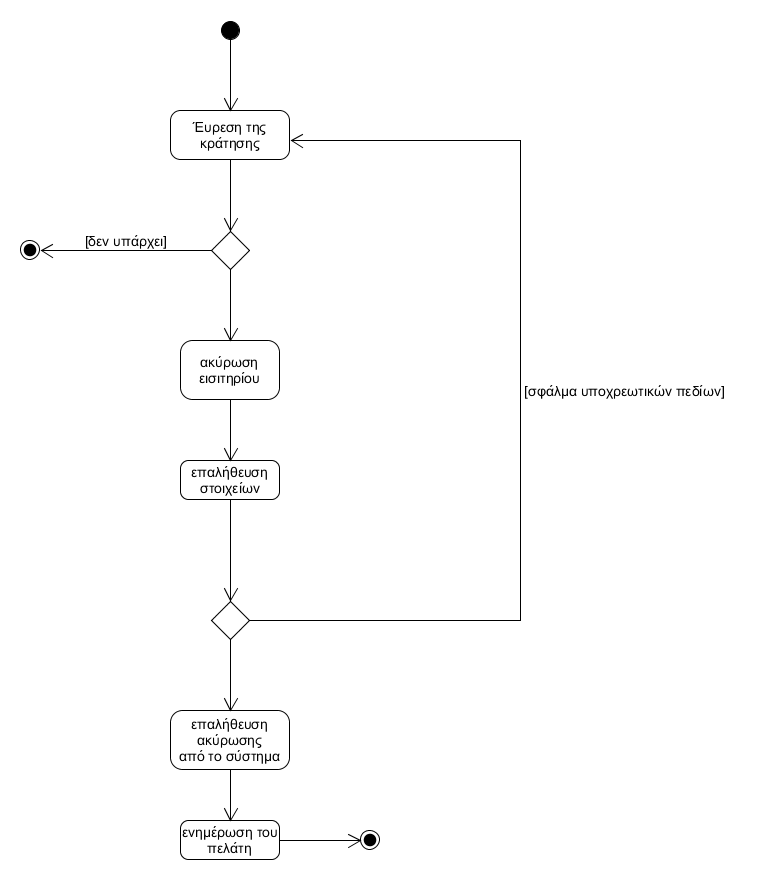 Έυρεση της
κράτησης
[δεν υπάρχει]
ακύρωση
εισιτηρίου
[σφάλμα υποχρεωτικών πεδίων]
επαλήθευση
στοιχείων
επαλήθευση
ακύρωσης
από το σύστημα
ενημέρωση του
πελάτη